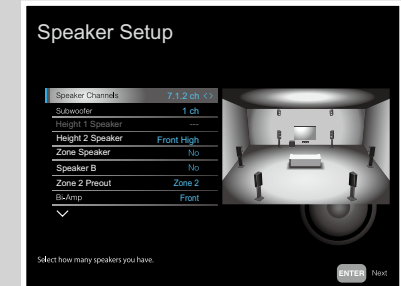 Speaker Setup
Speaker Channels 7.1.2 ch <>
Subwoofer 1 ch
Height 1 Speaker ---
Height 2 Speaker Front High
Zone Speaker No
Speaker B No
Zone 2 Preout Zone 2
Bi-Amp Front
Select how many speakers you have.
ENTER Next